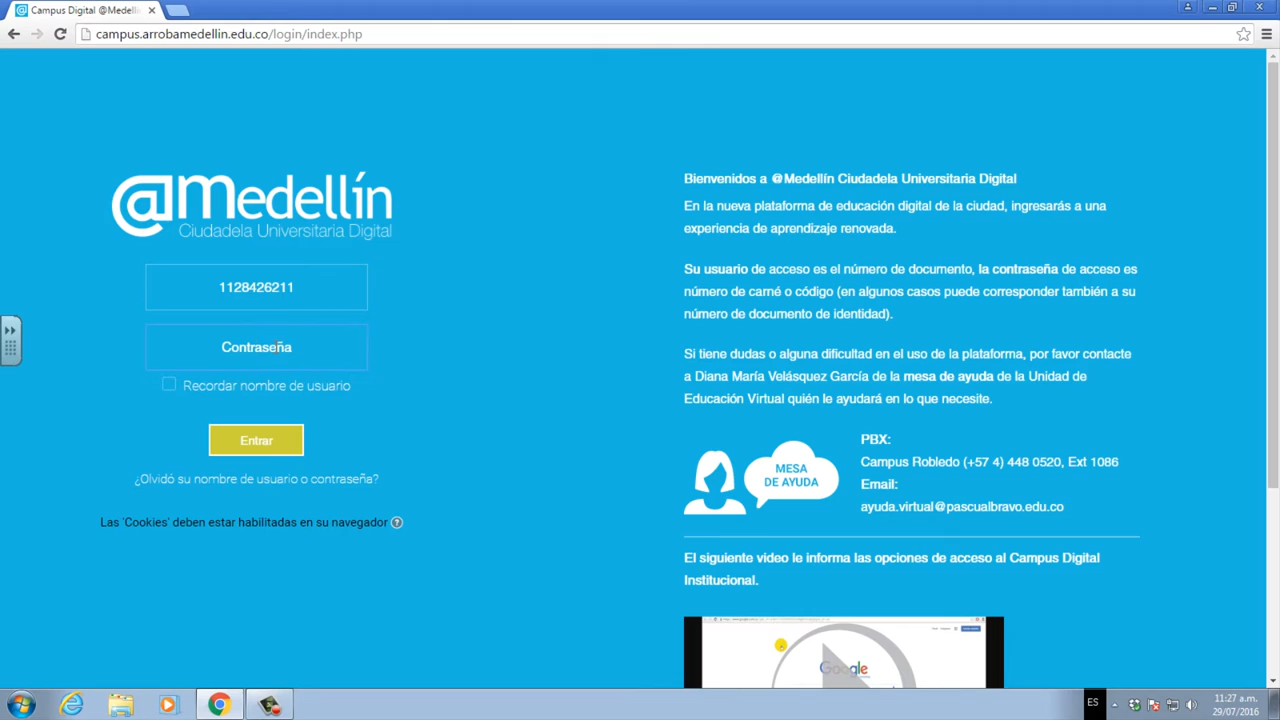 Campus Digital @Medell
campus.arrobamedellin.edu.co/login/index.php
@medellín
Ciudadela Universitaria Digital
1128426211
Contraseña
Recordar nombre de usuario
Entrar
¿Olvidó su nombre de usuario o contraseña?
Las 'Cookies' deben estar habilitadas en su navegador
Bienvenidos a @Medellín Ciudadela Universitaria Digital
En la nueva plataforma de educación digital de la ciudad, ingresarás a una
experiencia de aprendizaje renovada.
Su usuario de acceso es el número de documento, la contraseña de acceso es
número de carné o código (en algunos casos puede corresponder también a su
número de documento de identidad).
Si tiene dudas o alguna dificultad en el uso de la plataforma, por favor contacte
a Diana María Velásquez García de la mesa de ayuda de la Unidad de
Educación Virtual quién le ayudará en lo que necesite.
MESA
DE AYUDA
PBX:
Campus Robledo (+57 4) 448 0520, Ext 1086
Email:
ayuda.virtual@pascualbravo.edu.co
El siguiente video le informa las opciones de acceso al Campus Digital
Institucional.
Google
ES
11:27 a.m.
29/07/2016